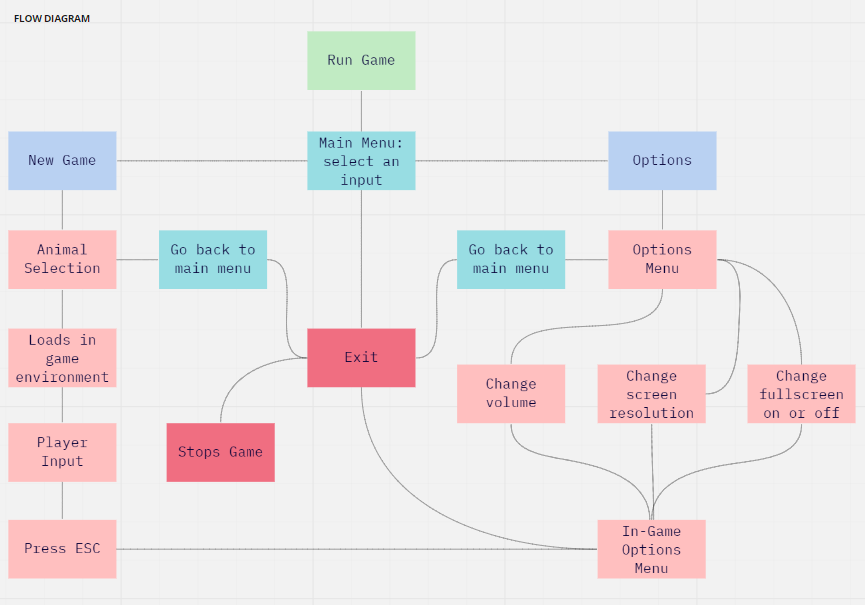 FLOW DIAGRAM
Run Game
New Game
Main Menu:
select an
input
Options
Animal
Selection
Go back to
main menu
Go back to
main menu
Options
Menu
Loads in
game
environment
Exit
Change
volume
Change
screen
resolution
Change
fullscreen
on or off
Player
Input
Stops Game
Press ESC
In-Game
Options
Menu